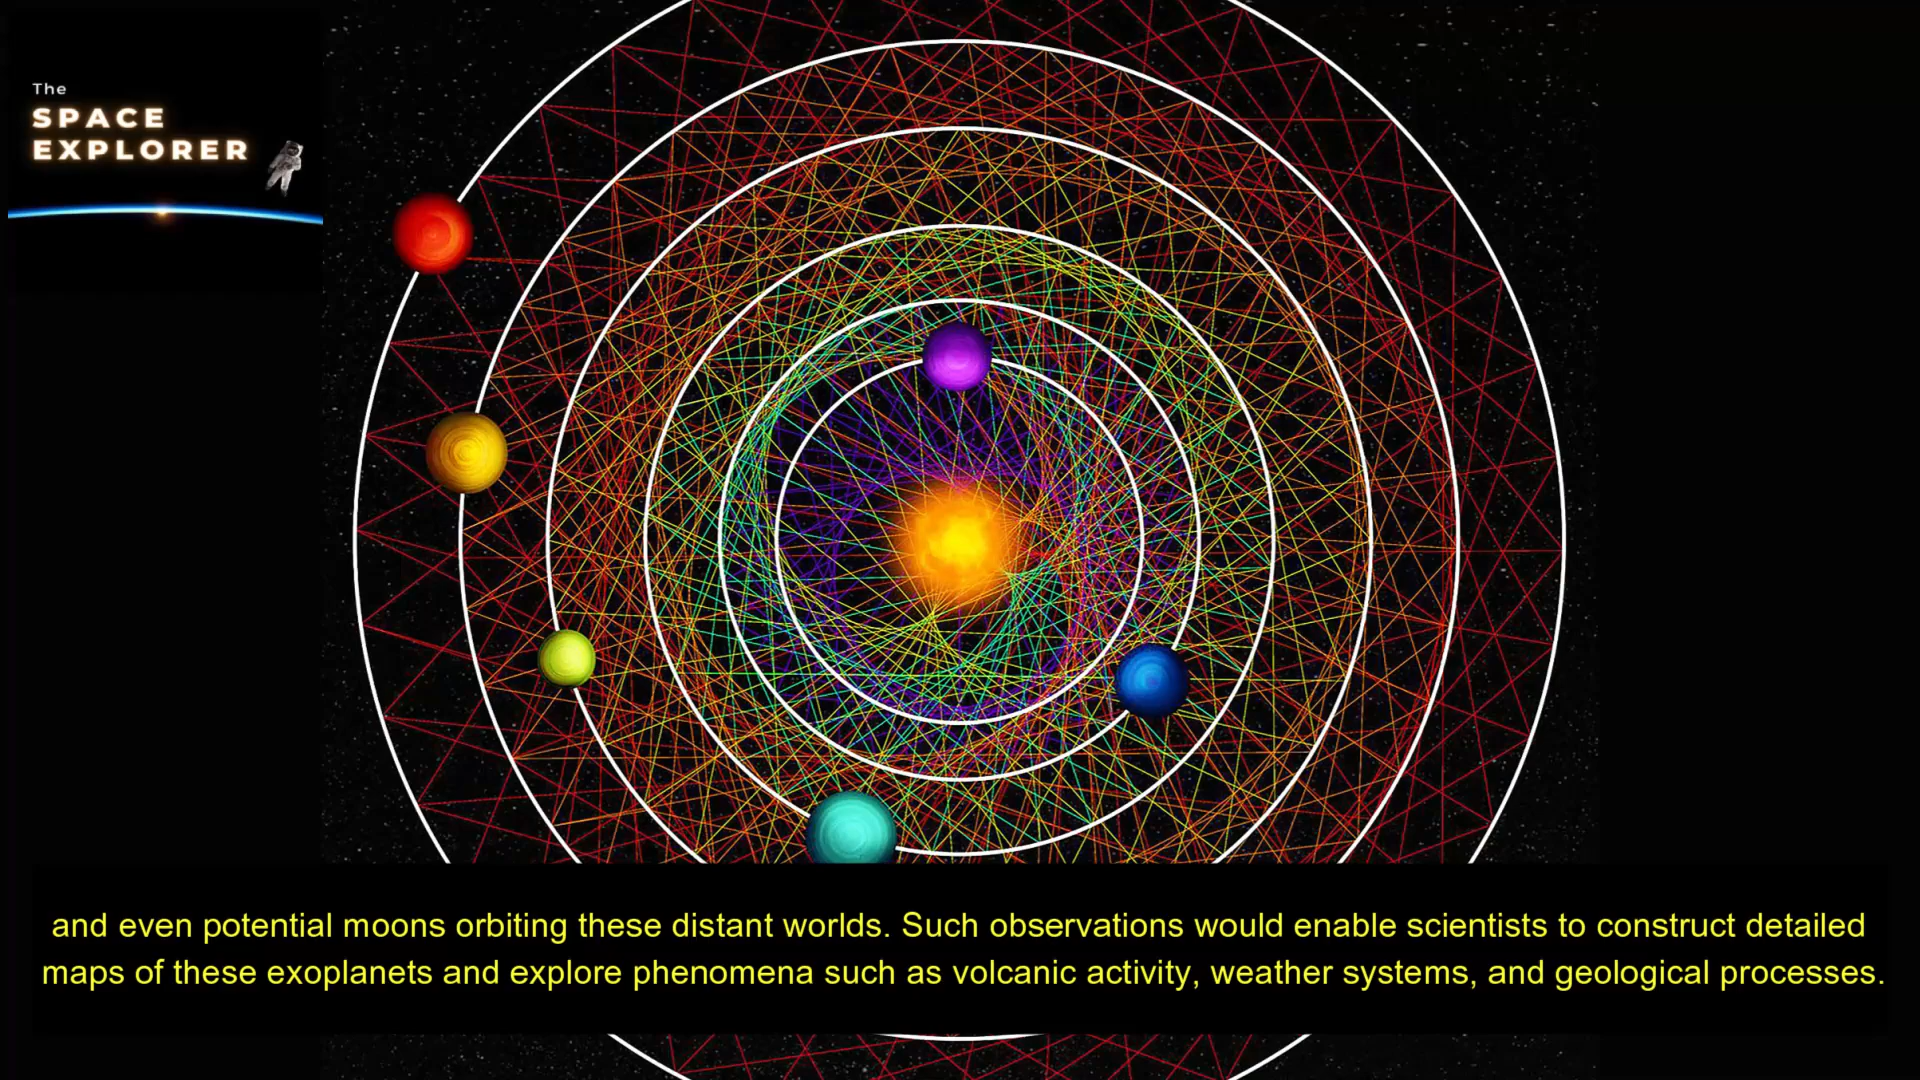 The
SPACE
EXPLORER
and even potential moons orbiting these distant worlds. Such observations would enable scientists to construct detailed
maps of these exoplanets and explore phenomena such as volcanic activity, weather systems, and geological processes.